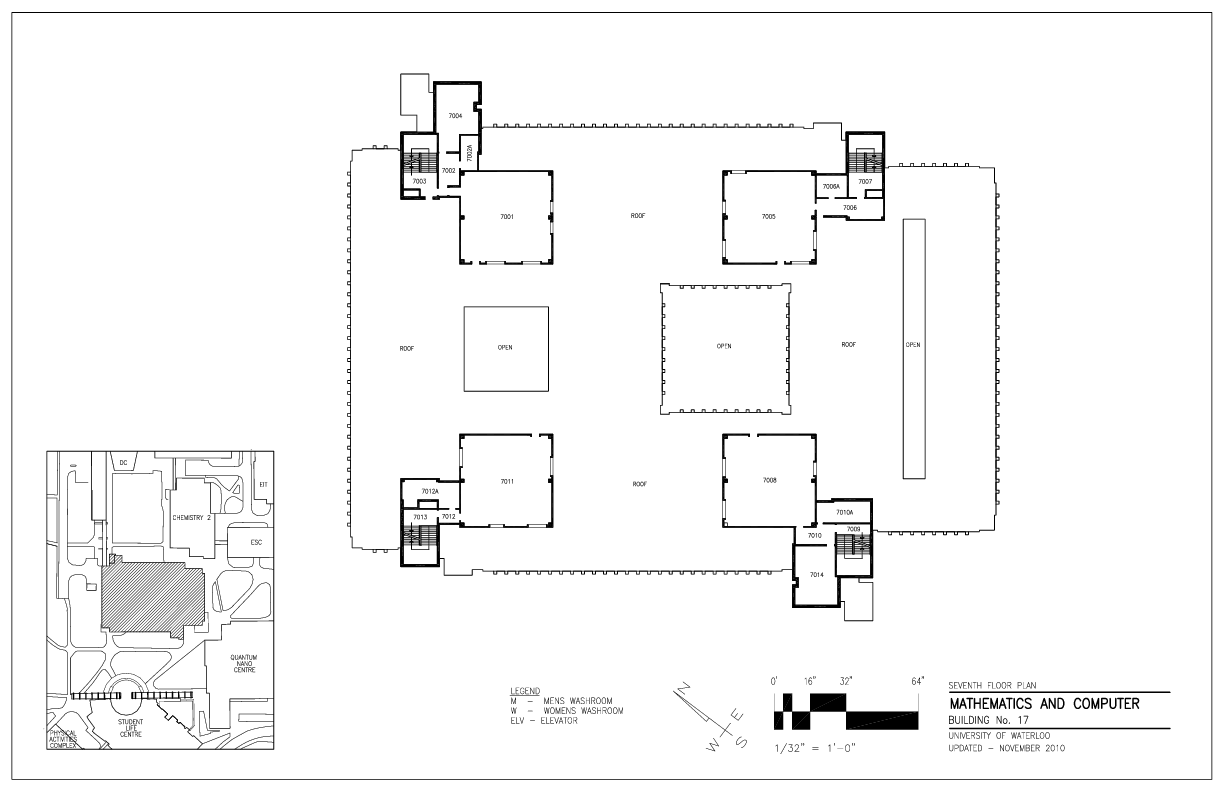 7004
7002A
7002
7003
7001
7007
7006A
7006
7005
ROOF
ROOF
OPEN
OPEN
ROOF
OPEN
7011
7012A
7012
7013
ROOF
7008
7010A
7009
7010
7014
DC
EIT
CHEMISTRY 2
ESC
QUANTUM
NANO
CENTRE
STUDENT
LIFE
CENTRE
PHYSICAL
ACTIVITIES
COMPLEX
LEGEND
M – MENS WASHROOM
W – WOMENS WASHROOM
ELV – ELEVATOR
N
E
W
S
0' 16" 32" 64"
1/32" = 1'-0"
SEVENTH FLOOR PLAN
MATHEMATICS AND COMPUTER
BUILDING No. 17
UNIVERSITY OF WATERLOO
UPDATED – NOVEMBER 2010